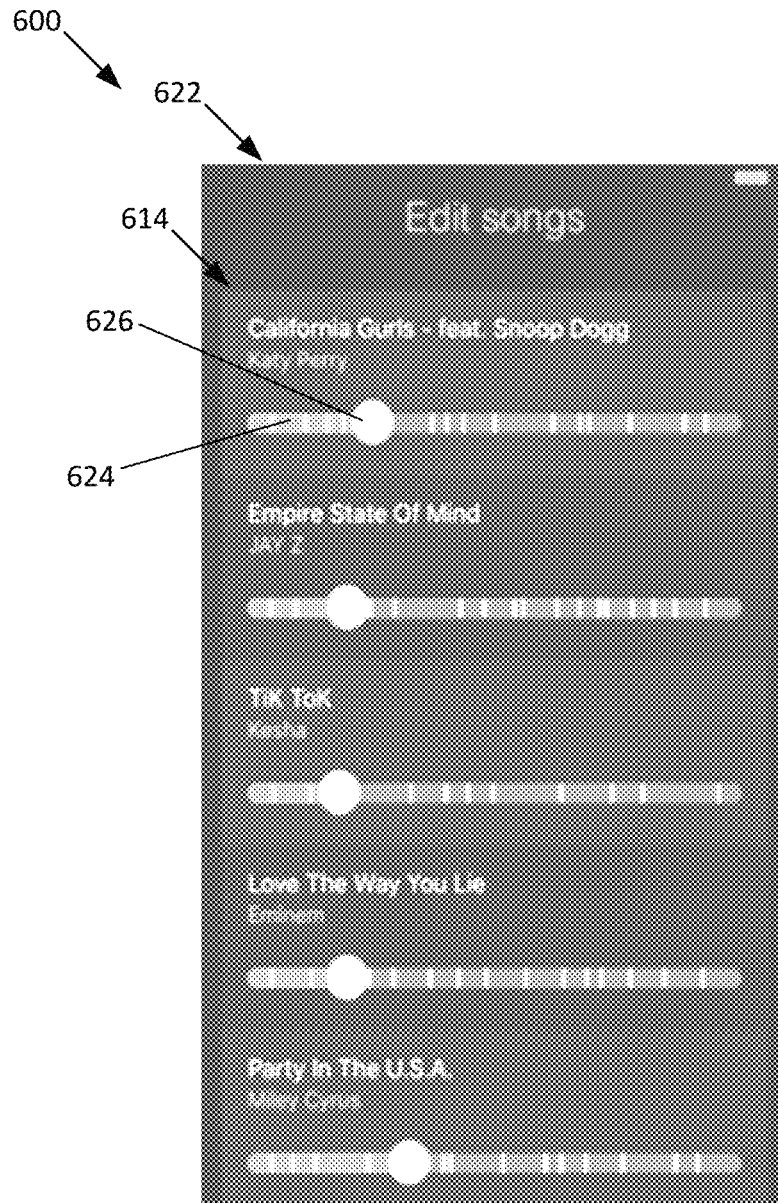 600
622
Edit songs
614
626
California Gurls - feat. Snoop Dogg
Katy Perry
624
Empire State Of Mind
JAY Z
TiK ToK
Kesha
Love The Way You Lie
Eminem
Party In The U.S.A.
Miley Cyrus